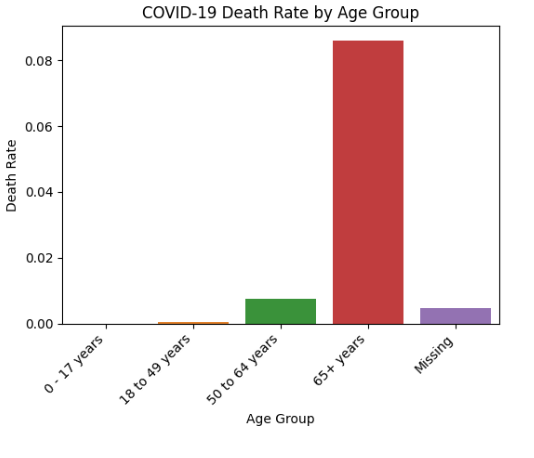 COVID-19 Death Rate by Age Group
Death Rate
0.08
0.06
0.04
0.02
0.00
0 - 17 years
18 to 49 years
50 to 64 years
65+ years
Missing
Age Group